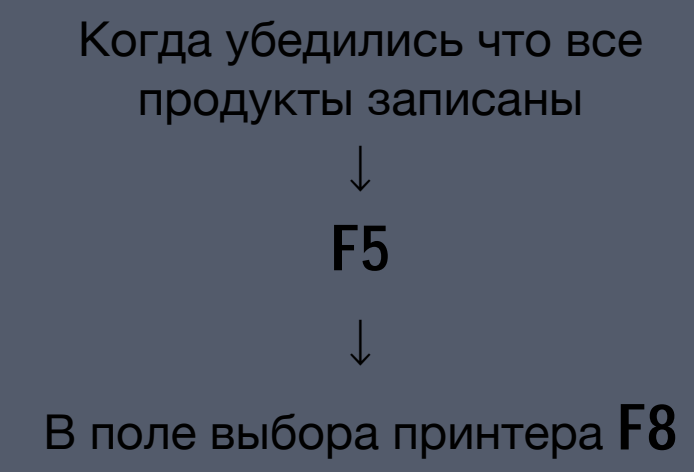 Когда убедились что все
продукты записаны
↓
F5
↓
В поле выбора принтера F8